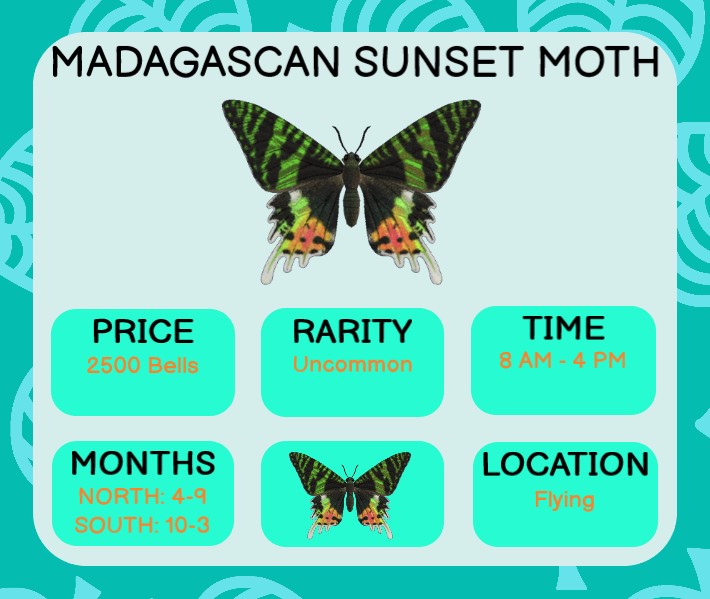 MADAGASCAN SUNSET MOTH
PRICE
2500 Bells
RARITY
Uncommon
TIME
8 AM - 4 PM
MONTHS
NORTH: 4-9
SOUTH: 10-3
LOCATION
Flying